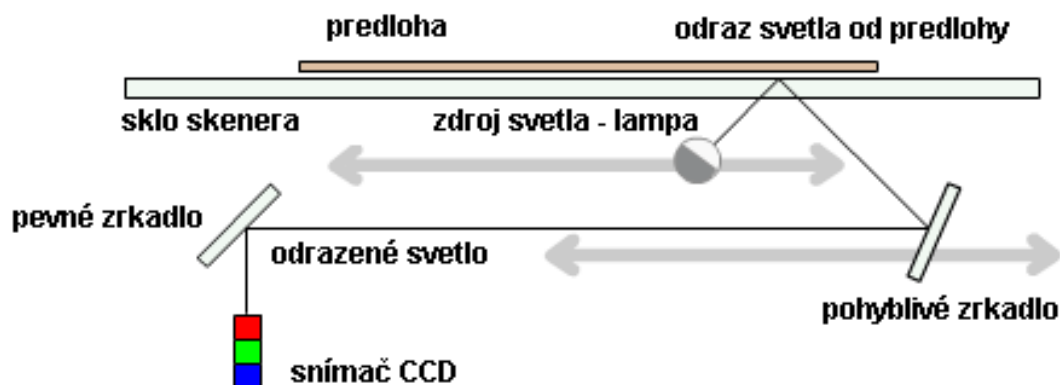 predloha
odraz svetla od predlohy
sklo skenera
zdroj svetla - lampa
pevné zrkadlo
odrazené svetlo
pohyblivé zrkadlo
snímač CCD